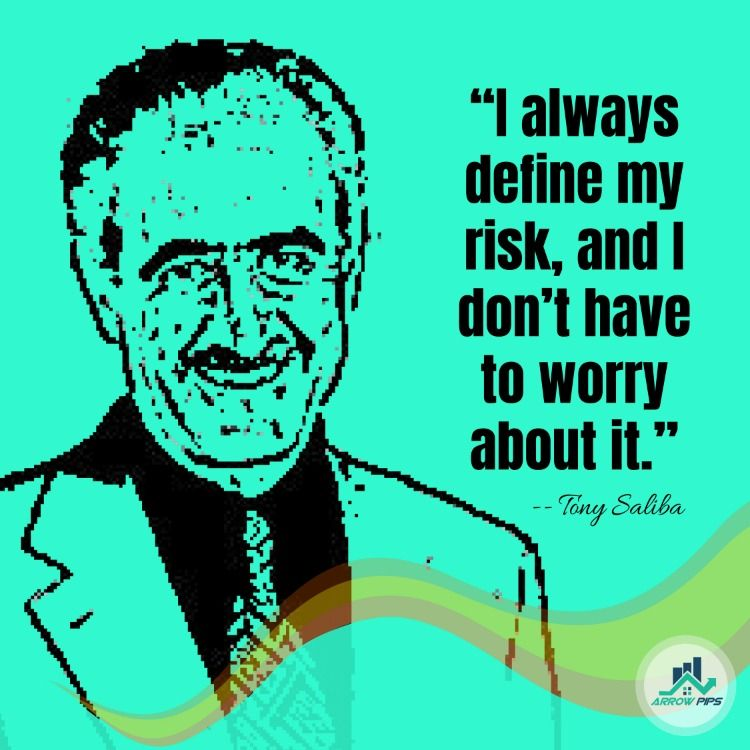 “I always
define my
risk, and I
don’t have
to worry
about it.”
-- Tony Saliba
ARROW PIPS